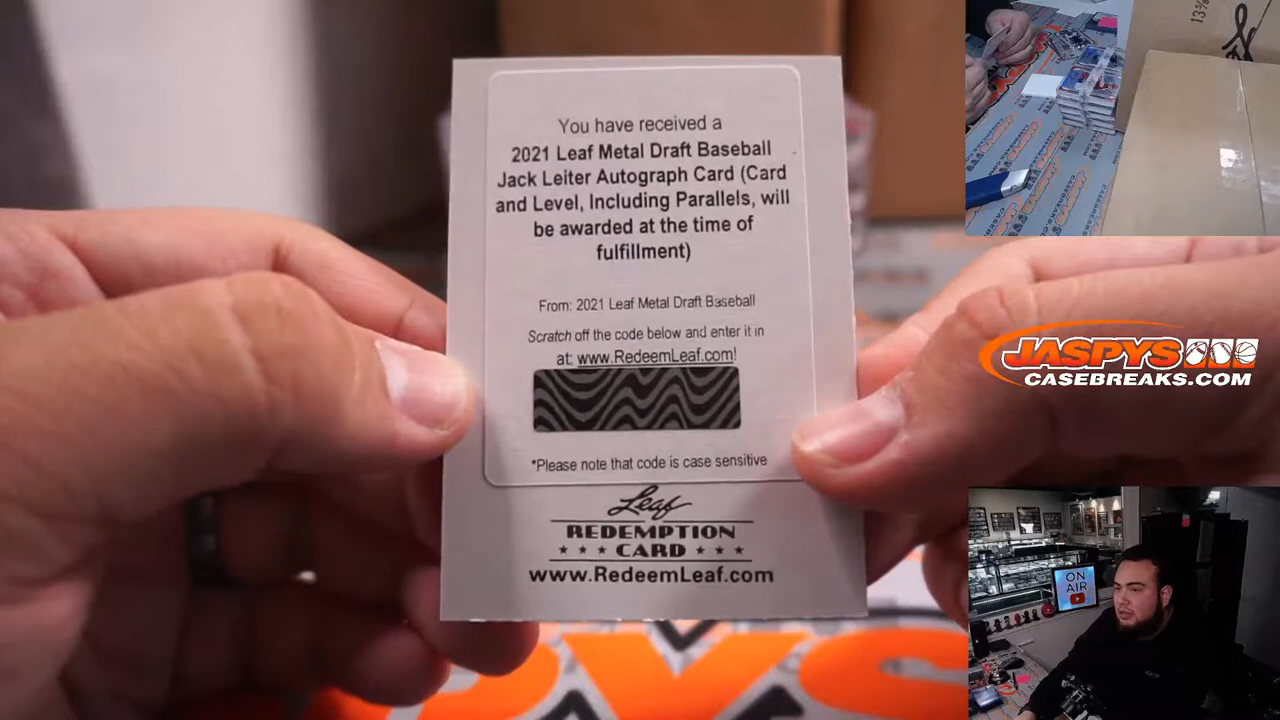 You have received a
2021 Leaf Metal Draft Baseball
Jack Leiter Autograph Card (Card
and Level, Including Parallels, will
be awarded at the time of
fulfillment)
From: 2021 Leaf Metal Draft Baseball
Scratch off the code below and enter it in
at: www.RedeemLeaf.com!
*Please note that code is case sensitive
Leaf
REDEMPTION
CARD
www.RedeemLeaf.com
JASPYS
CASEBREAKS.COM
ON
AIR
13⅝